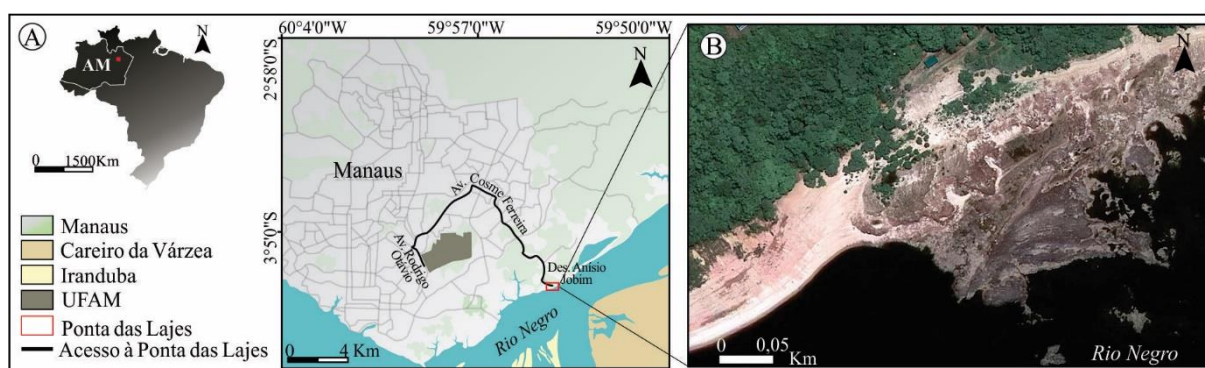 A
AM
N
0 1500Km
Manaus
Careiro da Várzea
Iranduba
UFAM
Ponta das Lajes
Acesso à Ponta das Lajes
60°4'0"W 59°57'0"W 59°50'0"W
2°58'0"S
3°5'0"S
N
Manaus
Av. Cosme Ferreira
Av. Rodrigo
Otávio
Des. Anísio
Jobim
Rio Negro
0 4 Km
B
N
0 0,05
Km
Rio Negro